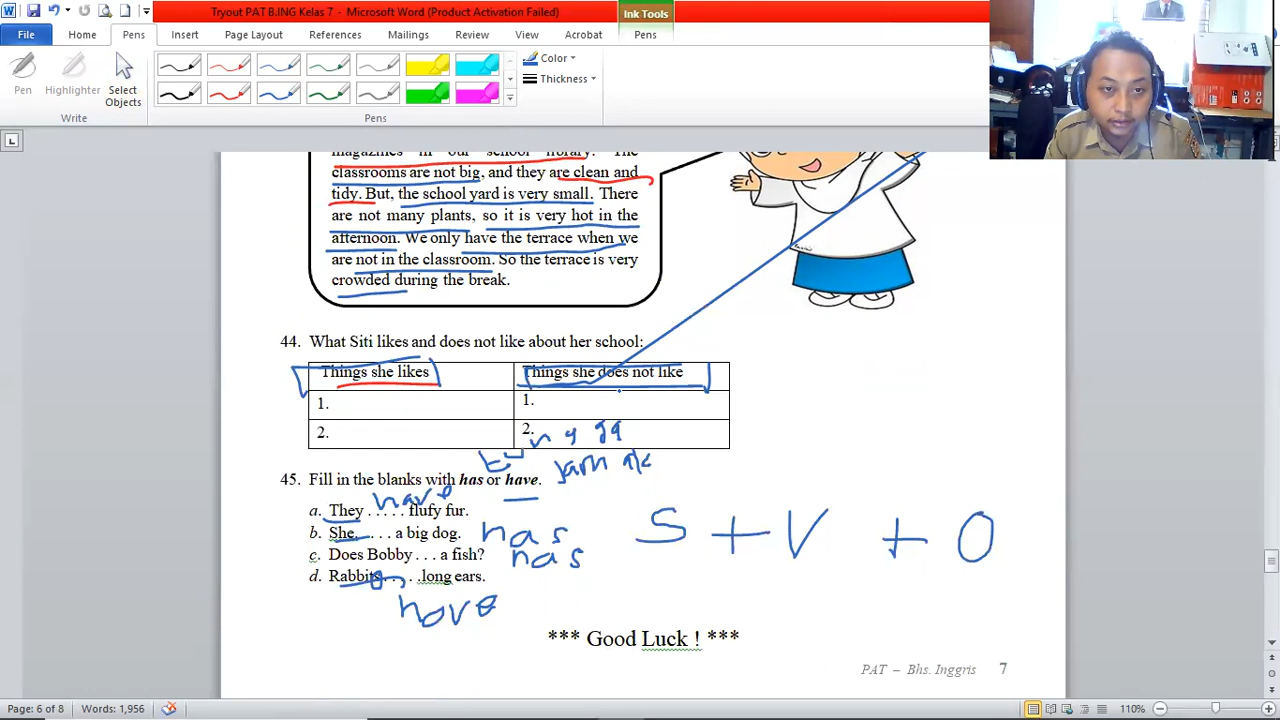 Tryout PAT B.ING Kelas 7 - Microsoft Word (Product Activation Failed)
Ink Tools
File Home Pens Insert Page Layout References Mailings Review View Acrobat Pens
Pen Highlighter Select Objects
Color
Thickness
Write Pens
magazines in our school library. The
classrooms are not big, and they are clean and
tidy. But, the school yard is very small. There
are not many plants, so it is very hot in the
afternoon. We only have the terrace when we
are not in the classroom. So the terrace is very
crowded during the break.
44. What Siti likes and does not like about her school:
Things she likes Things she does not like
1. 1.
2. 2.
45. Fill in the blanks with has or have.
a. They . . . . . flufy fur. have
b. She. . . . a big dog. has
c. Does Bobby . . . a fish? has
d. Rabbits. . . . .long ears.
have
S + V + O
*** Good Luck ! ***
PAT – Bhs. Inggris 7
Page: 6 of 8 Words: 1,956 110%